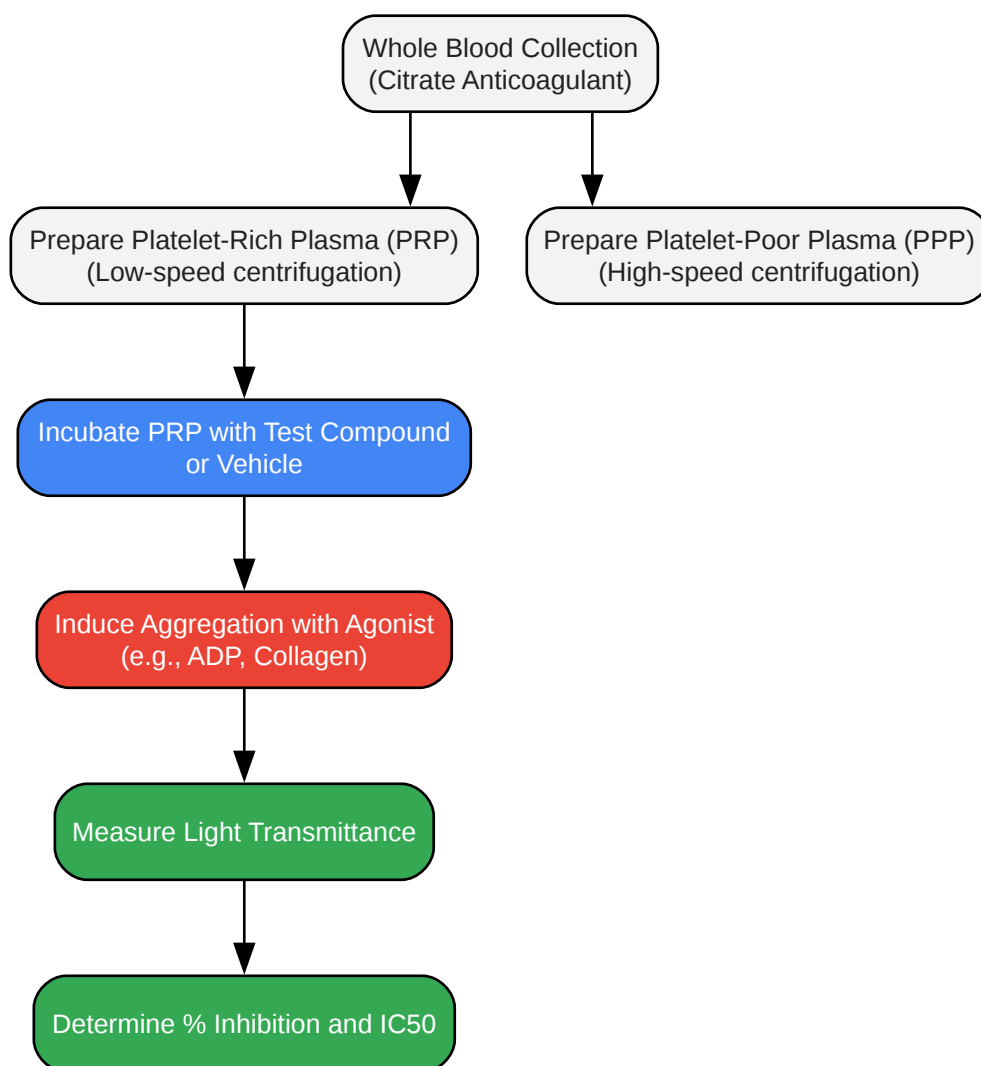 Whole Blood Collection
(Citrate Anticoagulant)
Prepare Platelet-Rich Plasma (PRP)
(Low-speed centrifugation)
Prepare Platelet-Poor Plasma (PPP)
(High-speed centrifugation)
Incubate PRP with Test Compound
or Vehicle
Induce Aggregation with Agonist
(e.g., ADP, Collagen)
Measure Light Transmittance
Determine % Inhibition and IC50